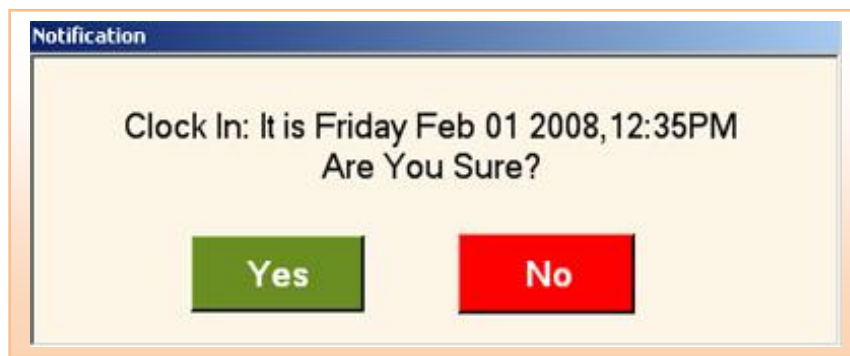 Notification
Clock In: It is Friday Feb 01 2008,12:35PM
Are You Sure?
Yes
No